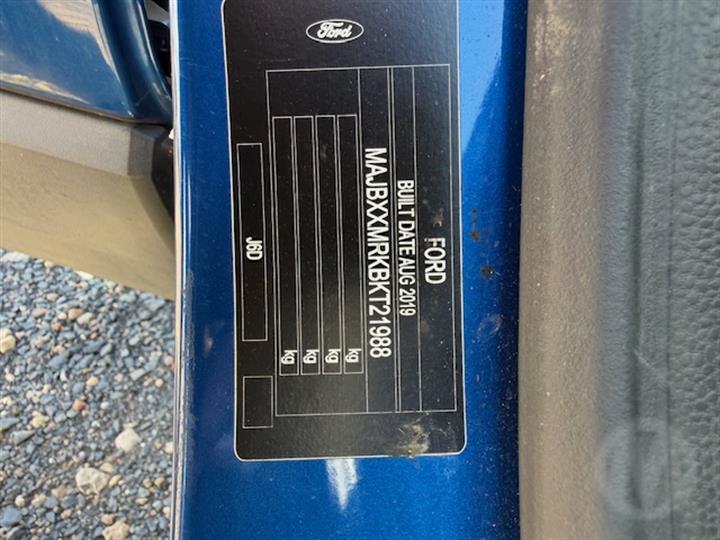 Ford
FORD
BUILT DATE AUG 2019
MAJBXXMRKBKT21988
kg
kg
kg
kg
J6D